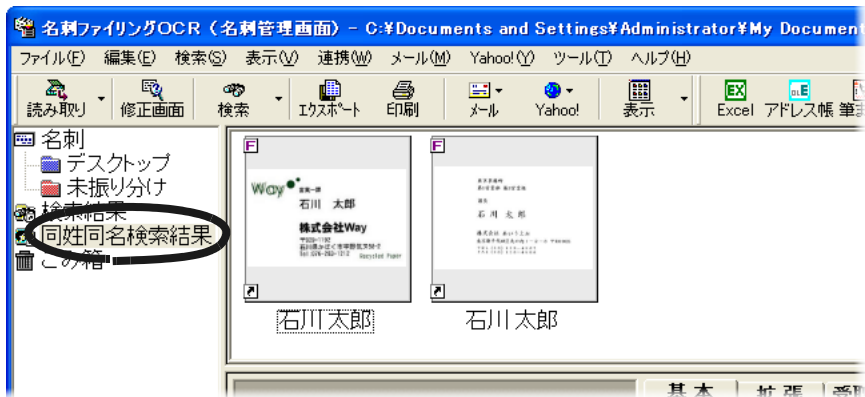 名刺ファイリングOCR (名刺管理画面) - C:¥Documents and Settings¥Administrator¥My Documen
ファイル(F) 編集(E) 検索(S) 表示(V) 連携(W) メール(M) Yahoo!(Y) ツール(T) ヘルプ(H)
読み取り 修正画面 検索 エクスポート 印刷 メール Yahoo! 表示 Excel アドレス帳 筆ま
名刺
デスクトップ
未振り分け
検索結果
同姓同名検索結果
ごみ箱
Way
石川 太郎
株式会社Way
Recycled Paper
石川太郎
石川 太郎
石川太郎
基本 拡張